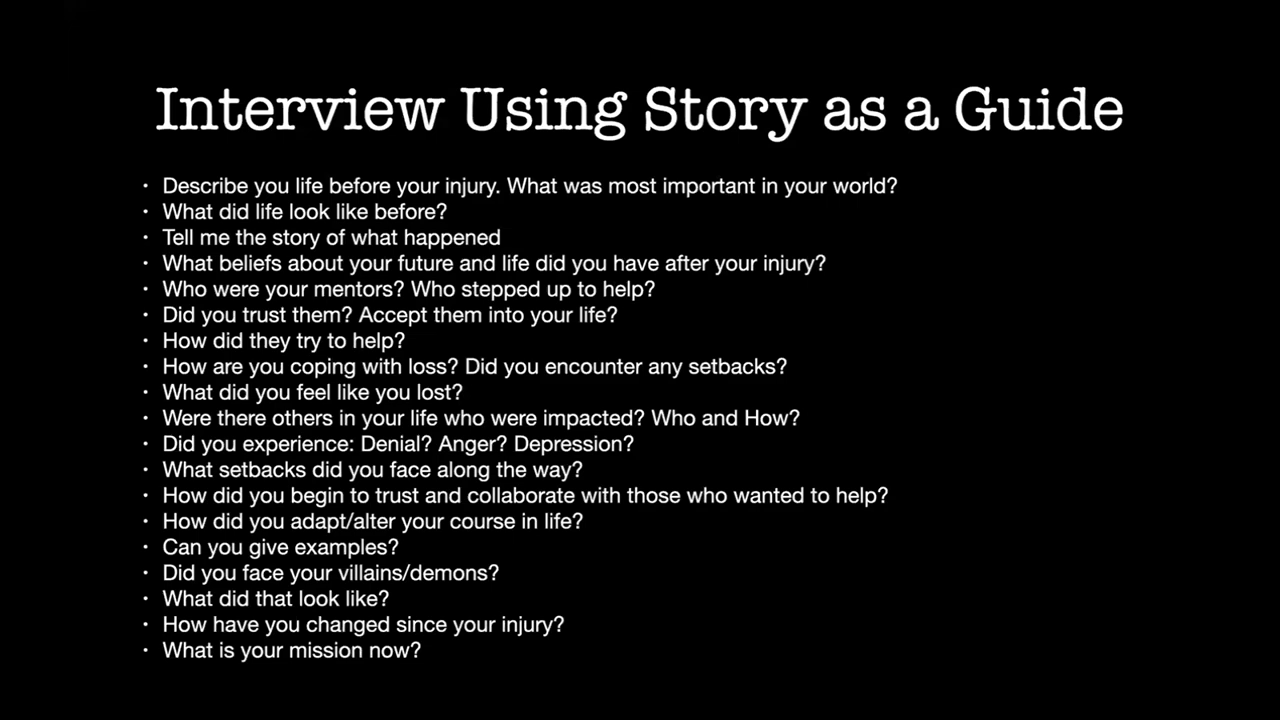 Interview Using Story as a Guide
• Describe you life before your injury. What was most important in your world?
• What did life look like before?
• Tell me the story of what happened
• What beliefs about your future and life did you have after your injury?
• Who were your mentors? Who stepped up to help?
• Did you trust them? Accept them into your life?
• How did they try to help?
• How are you coping with loss? Did you encounter any setbacks?
• What did you feel like you lost?
• Were there others in your life who were impacted? Who and How?
• Did you experience: Denial? Anger? Depression?
• What setbacks did you face along the way?
• How did you begin to trust and collaborate with those who wanted to help?
• How did you adapt/alter your course in life?
• Can you give examples?
• Did you face your villains/demons?
• What did that look like?
• How have you changed since your injury?
• What is your mission now?